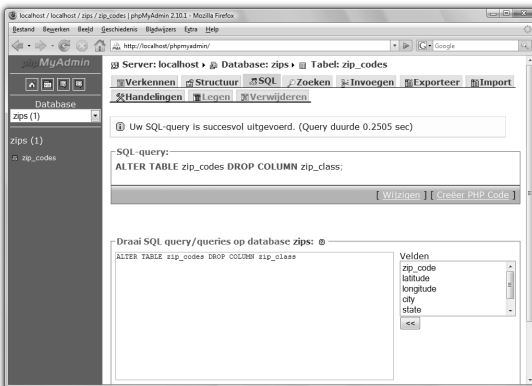 localhost / localhost / zips / zip_codes | phpMyAdmin 2.10.1 - Mozilla Firefox
Bestand Bewerken Beeld Geschiedenis Bladwijzers Extra Help
http://localhost/phpmyadmin/
Google
phpMyAdmin
Database
zips (1)
zips (1)
zip_codes
Server: localhost ▸ Database: zips ▸ Tabel: zip_codes
Verkennen Structuur SQL Zoeken Invoegen Exporteer Import
Handelingen Legen Verwijderen
Uw SQL-query is succesvol uitgevoerd. (Query duurde 0.2505 sec)
SQL-query:
ALTER TABLE zip_codes DROP COLUMN zip_class;
[ Wijzigen ] [ Creëer PHP Code ]
Draai SQL query/queries op database zips:
ALTER TABLE zip_codes DROP COLUMN zip_class
Velden
zip_code
latitude
longitude
city
state
<<